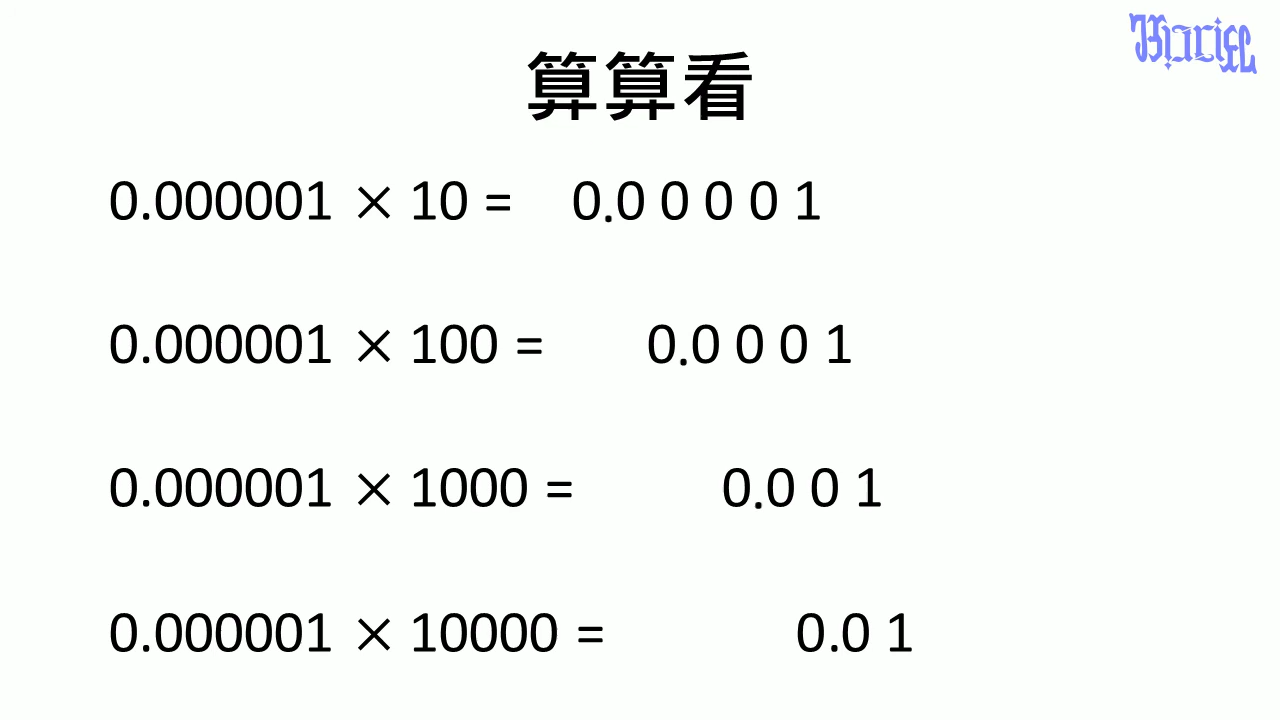 算算看
0.000001 × 10 = 0.0 0 0 0 1
0.000001 × 100 = 0.0 0 0 1
0.000001 × 1000 = 0.0 0 1
0.000001 × 10000 = 0.0 1